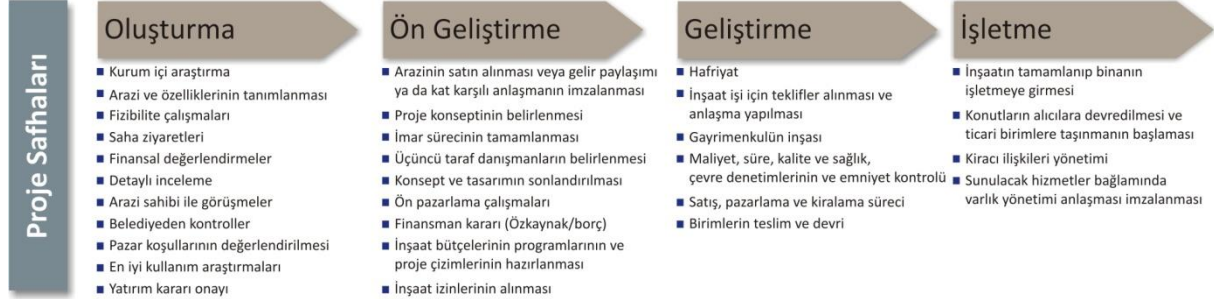 Proje Safhaları
Oluşturma
Kurum içi araştırma
Arazi ve özelliklerinin tanımlanması
Fizibilite çalışmaları
Saha ziyaretleri
Finansal değerlendirmeler
Detaylı inceleme
Arazi sahibi ile görüşmeler
Belediyeden kontroller
Pazar koşullarının değerlendirilmesi
En iyi kullanım araştırmaları
Yatırım kararı onayı
Ön Geliştirme
Arazinin satın alınması veya gelir paylaşımı
ya da kat karşılı anlaşmanın imzalanması
Proje konseptinin belirlenmesi
İmar sürecinin tamamlanması
Üçüncü taraf danışmanların belirlenmesi
Konsept ve tasarımın sonlandırılması
Ön pazarlama çalışmaları
Finansman kararı (Özkaynak/borç)
İnşaat bütçelerinin programlarının ve
proje çizimlerinin hazırlanması
İnşaat izinlerinin alınması
Geliştirme
Hafriyat
İnşaat işi için teklifler alınması ve
anlaşma yapılması
Gayrimenkulün inşası
Maliyet, süre, kalite ve sağlık,
çevre denetimlerinin ve emniyet kontrolü
Satış, pazarlama ve kiralama süreci
Birimlerin teslim ve devri
İşletme
İnşaatın tamamlanıp binanın
işletmeye girmesi
Konutların alıcılara devredilmesi ve
ticari birimlere taşınmanın başlaması
Kiracı ilişkileri yönetimi
Sunulacak hizmetler bağlamında
varlık yönetimi anlaşması imzalanması